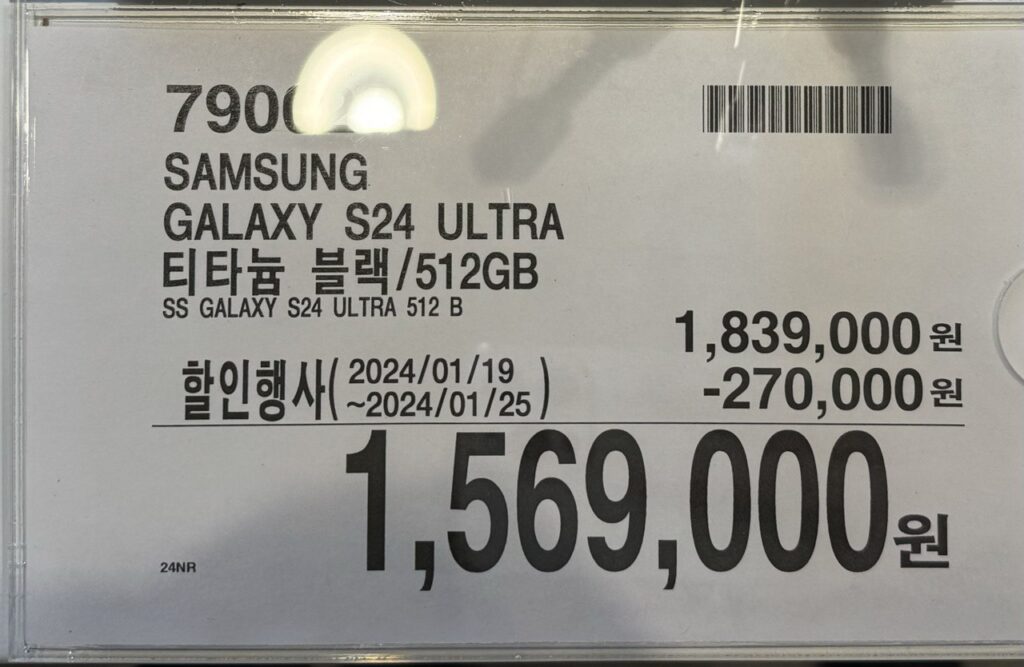 SAMSUNG
GALAXY S24 ULTRA
티타늄 블랙/512GB
SS GALAXY S24 ULTRA 512 B
1,839,000원
할인행사( 2024/01/19
~2024/01/25 )
-270,000원
1,569,000원
24NR